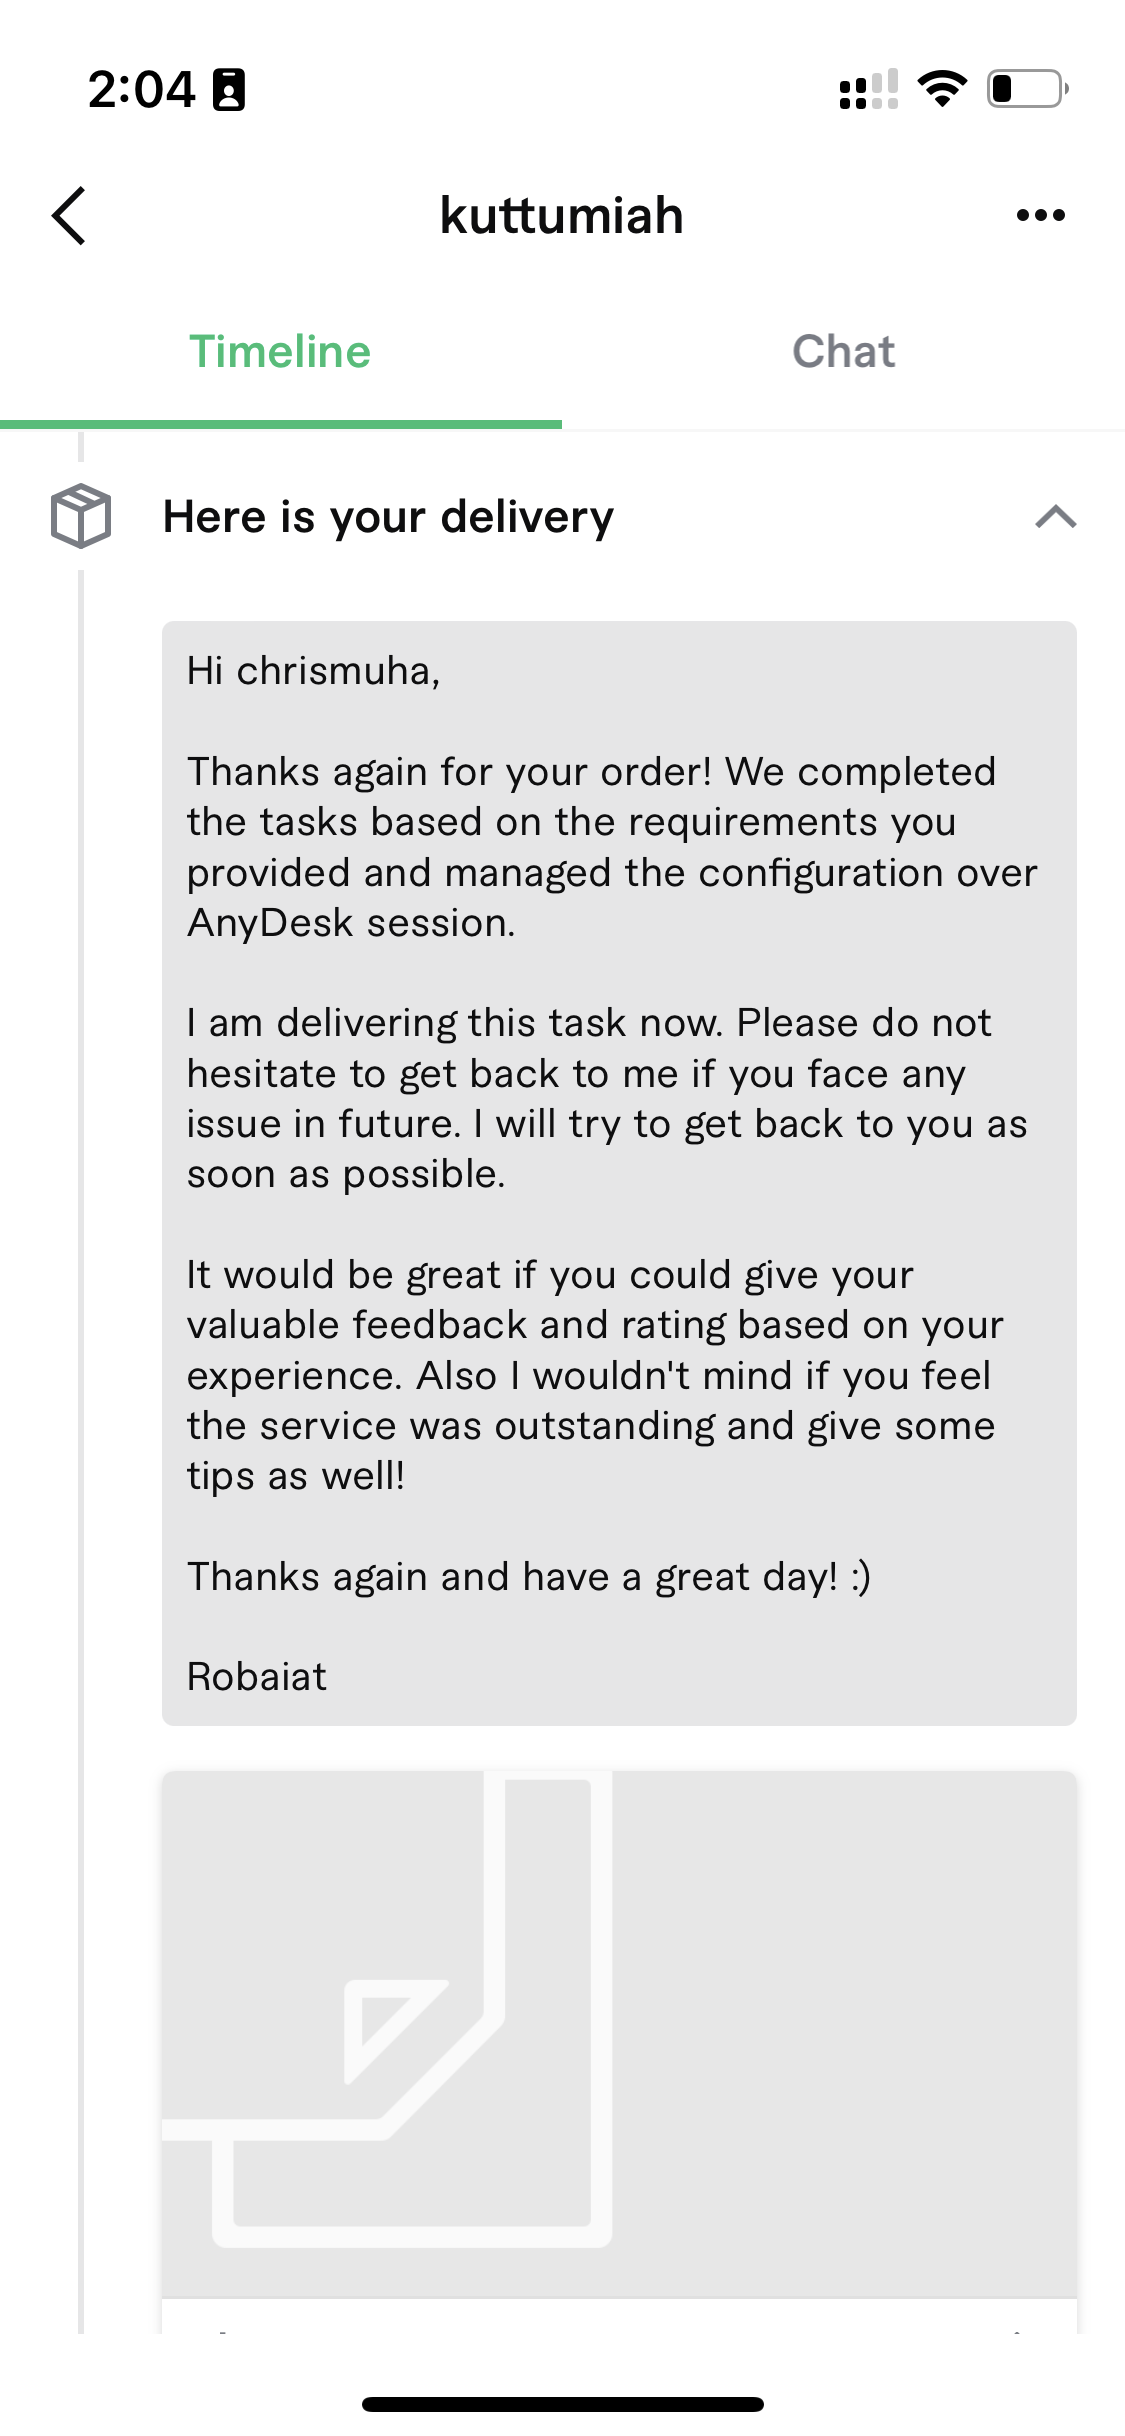 2:04
kuttumiah
Timeline
Chat
Here is your delivery
Hi chrismuha,
Thanks again for your order! We completed
the tasks based on the requirements you
provided and managed the configuration over
AnyDesk session.
I am delivering this task now. Please do not
hesitate to get back to me if you face any
issue in future. I will try to get back to you as
soon as possible.
It would be great if you could give your
valuable feedback and rating based on your
experience. Also I wouldn't mind if you feel
the service was outstanding and give some
tips as well!
Thanks again and have a great day! :)
Robaiat